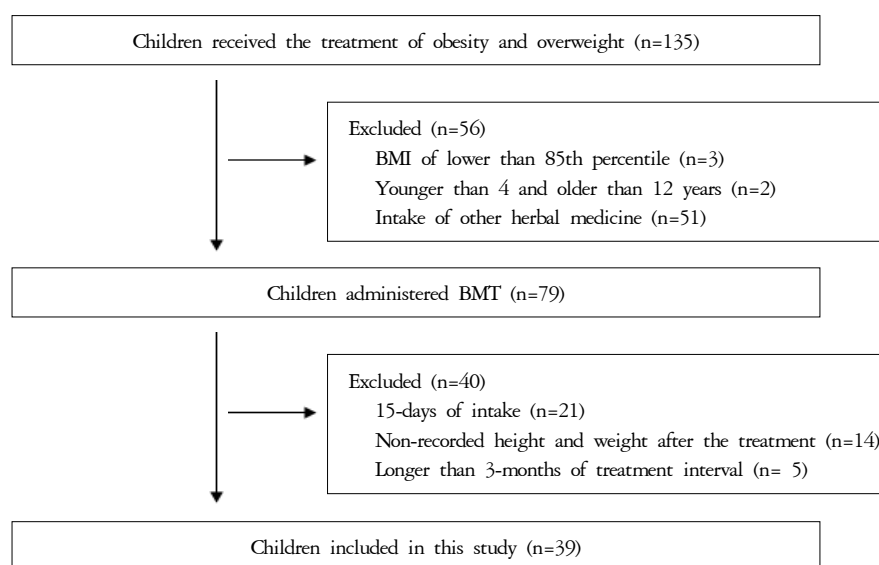 Children received the treatment of obesity and overweight (n=135)
Excluded (n=56)
BMI of lower than 85th percentile (n=3)
Younger than 4 and older than 12 years (n=2)
Intake of other herbal medicine (n=51)
Children administered BMT (n=79)
Excluded (n=40)
15-days of intake (n=21)
Non-recorded height and weight after the treatment (n=14)
Longer than 3-months of treatment interval (n= 5)
Children included in this study (n=39)